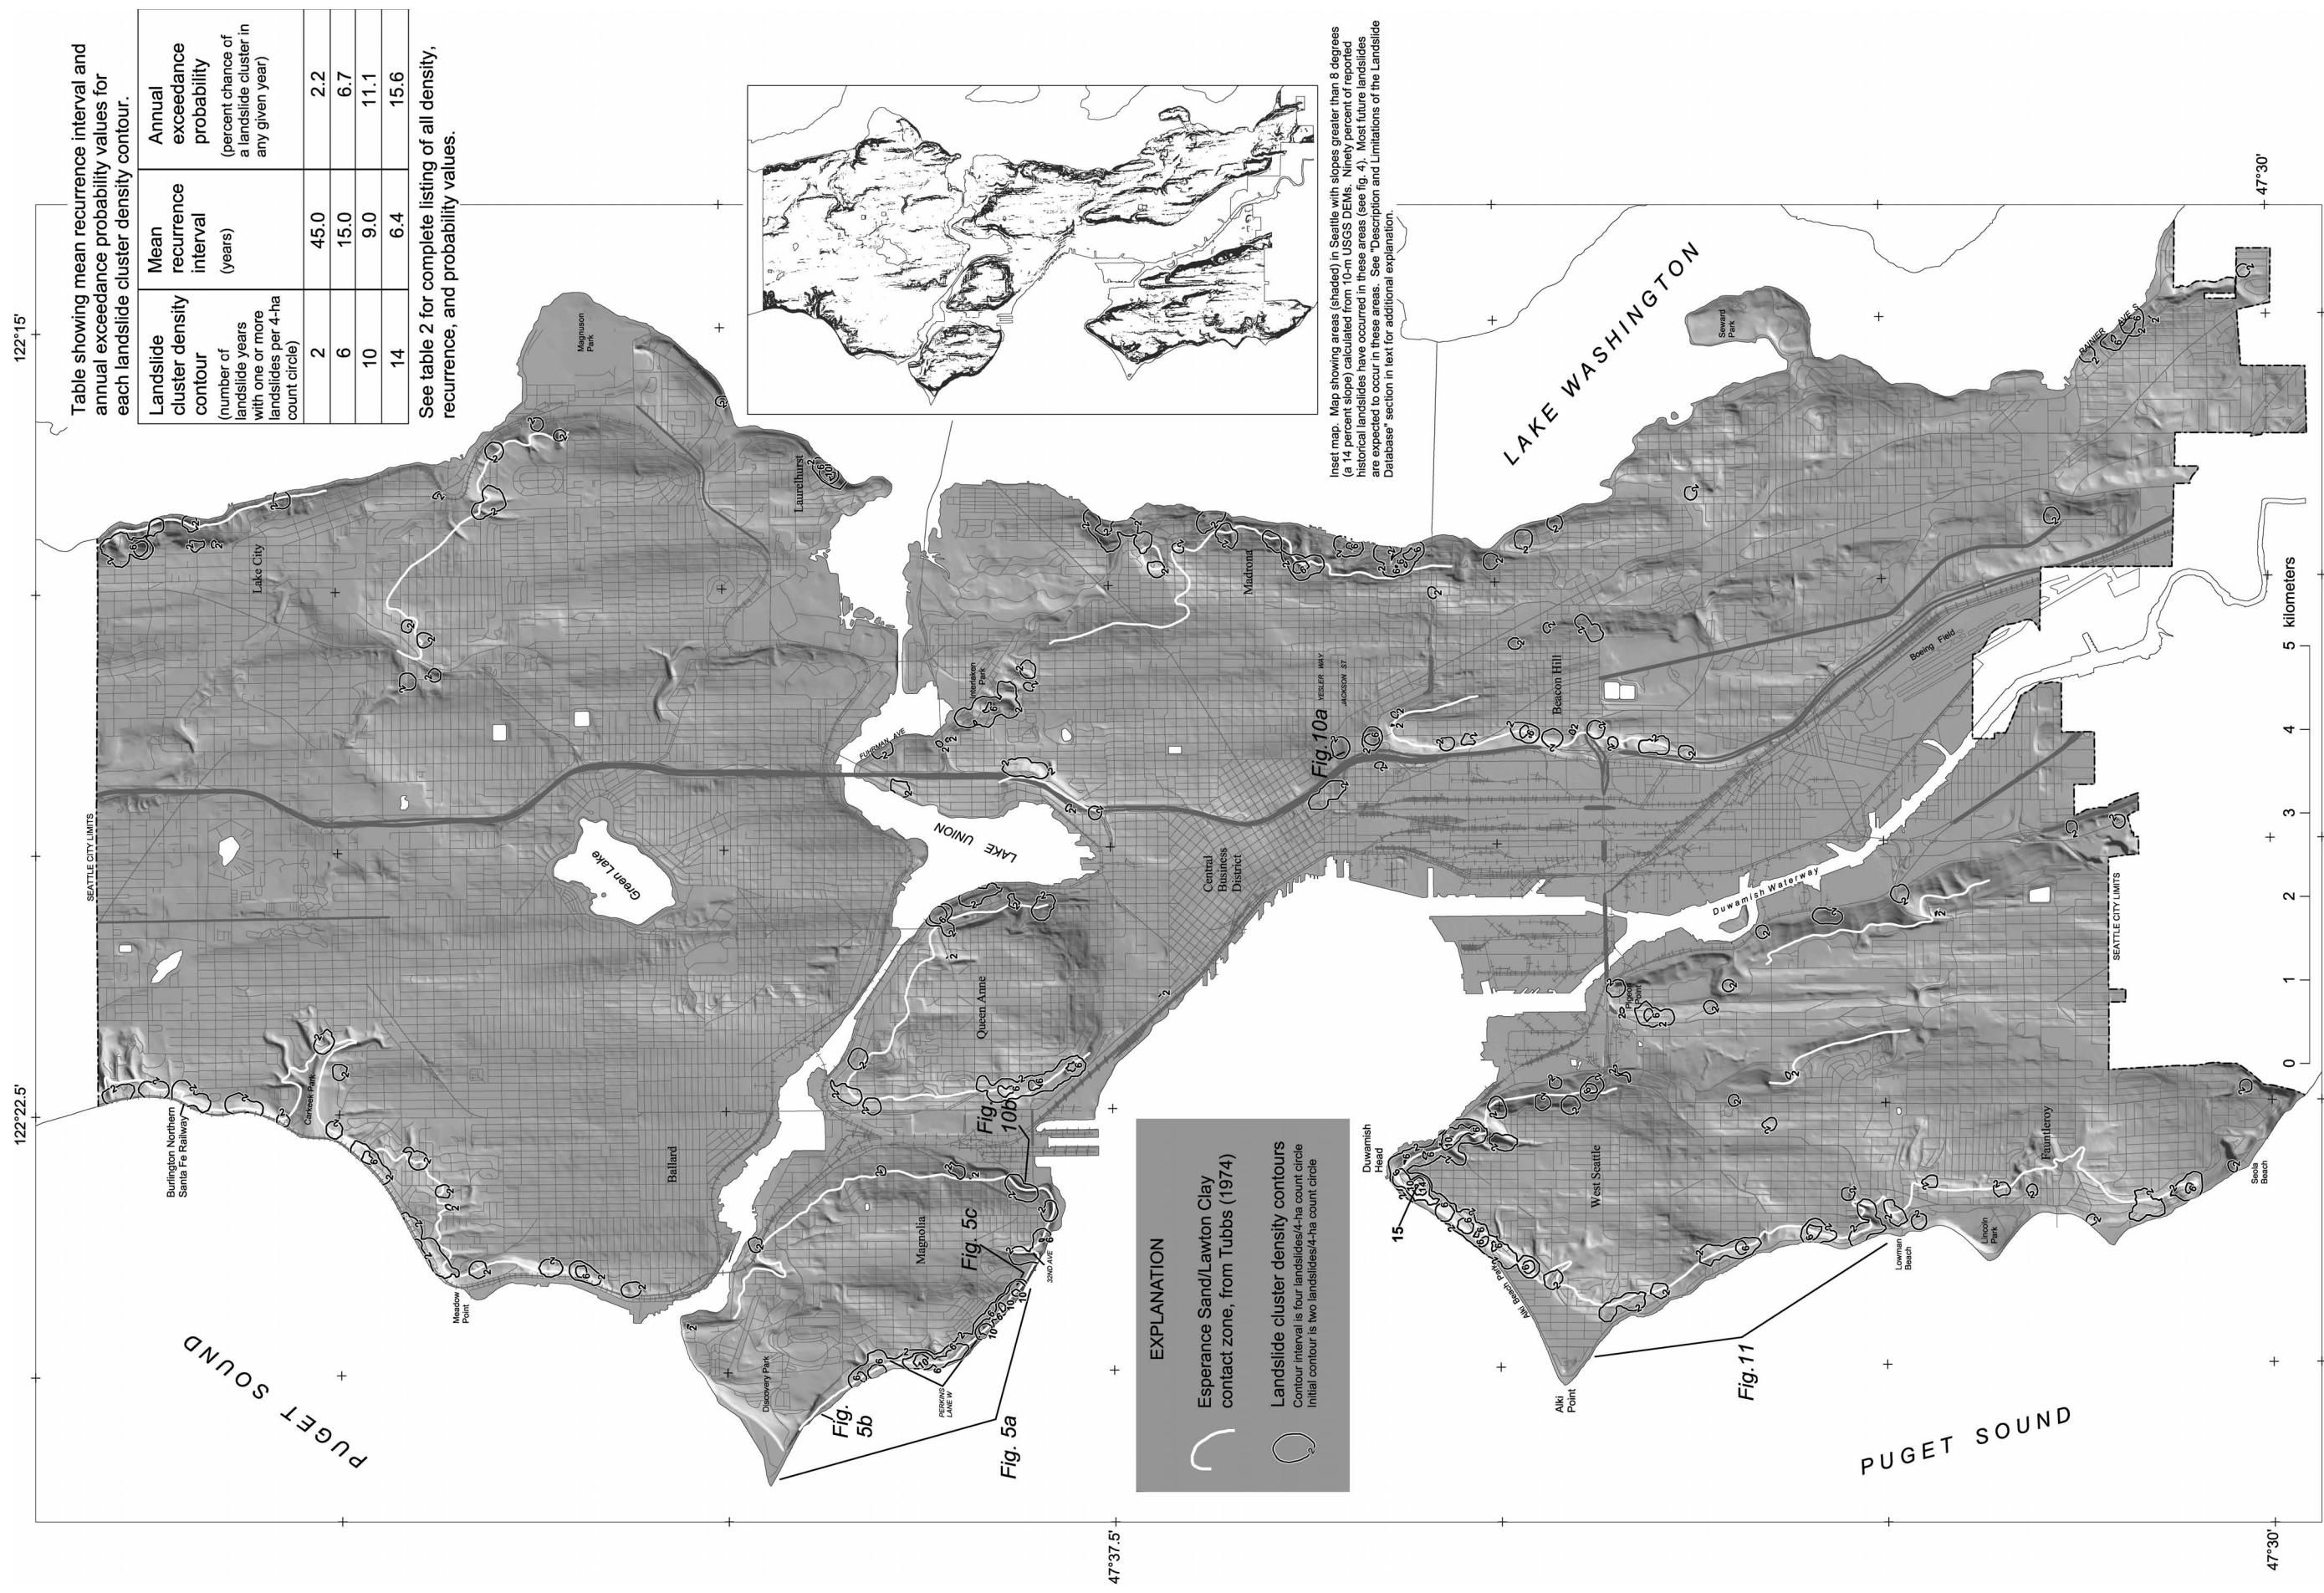 Table showing mean recurrence interval and
annual exceedance probability values for
each landslide cluster density contour.
Landslide
cluster density
contour
(number of
landslide years
with one or more
landslides per 4-ha
count circle)
Mean
recurrence
interval
(years)
Annual
exceedance
probability
(percent chance of
a landslide cluster in
any given year)
2 45.0 2.2
6 15.0 6.7
10 9.0 11.1
14 6.4 15.6
See table 2 for complete listing of all density,
recurrence, and probability values.
Inset map. Map showing areas (shaded) in Seattle with slopes greater than 8 degrees
(a 14 percent slope) calculated from 10-m USGS DEMs. Ninety percent of reported
historical landslides have occurred in these areas (see fig. 4). Most future landslides
are expected to occur in these areas. See "Description and Limitations of the Landslide
Database" section in text for additional explanation.
122°22.5'
122°15'
47°37.5'
47°30'
47°30'
SEATTLE CITY LIMITS
Burlington Northern
Santa Fe Railway
Carkeek Park
Lake City
Magnuson
Park
Meadow
Point
PUGET SOUND
Ballard
Green Lake
Laurelhurst
Discovery Park
Magnolia
Queen Anne
LAKE UNION
FUHRMAN AVE
Interlaken
Park
Madrona
PERKINS
LANE W
32ND AVE
Fig.
5b
Fig. 5a
Fig. 5c
Fig.
10b
Fig.10a
Central
Business
District
YESLER WAY
JACKSON ST
LAKE WASHINGTON
EXPLANATION
Esperance Sand/Lawton Clay
contact zone, from Tubbs (1974)
2
Landslide cluster density contours
Contour interval is four landslides/4-ha count circle
Initial contour is two landslides/4-ha count circle
Duwamish
Head
15
Alki Beach Park
Alki
Point
West Seattle
Pigeon
Point
Duwamish Waterway
Beacon Hill
Boeing Field
Seward
Park
RAINIER AVE S
Fig.11
Lowman
Beach
Lincoln
Park
Fauntleroy
Seola
Beach
SEATTLE CITY LIMITS
PUGET SOUND
0 1 2 3 4 5 kilometers